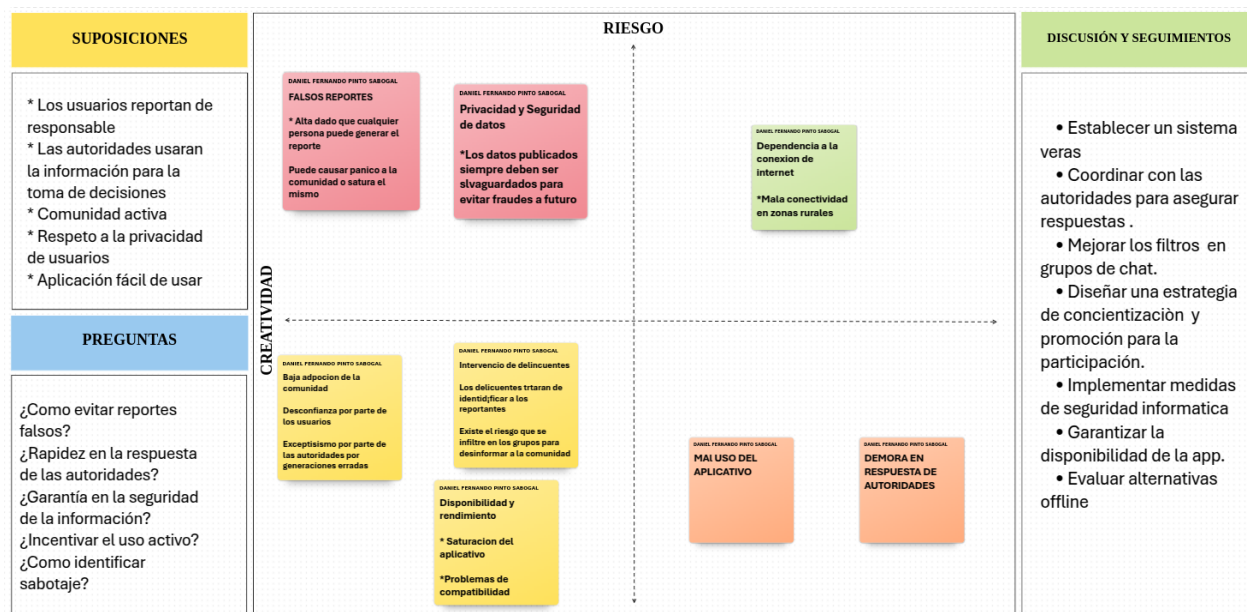 SUPOSICIONES
* Los usuarios reportan de
responsable
* Las autoridades usaran
la información para la
toma de decisiones
* Comunidad activa
* Respeto a la privacidad
de usuarios
* Aplicación fácil de usar
PREGUNTAS
¿Como evitar reportes
falsos?
¿Rapidez en la respuesta
de las autoridades?
¿Garantía en la seguridad
de la información?
¿Incentivar el uso activo?
¿Como identificar
sabotaje?
RIESGO
CREATIVIDAD
DANIEL FERNANDO PINTO SABOGAL
FALSOS REPORTES
* Alta dado que cualquier
persona puede generar el
reporte
Puede causar panico a la
comunidad o satura el
mismo
DANIEL FERNANDO PINTO SABOGAL
Privacidad y Seguridad
de datos
*Los datos publicados
siempre deben ser
slvaguardados para
evitar fraudes a futuro
DANIEL FERNANDO PINTO SABOGAL
Dependencia a la
conexion de
internet
*Mala conectividad
en zonas rurales
DANIEL FERNANDO PINTO SABOGAL
Baja adpocion de la
comunidad
Desconfianza por parte de
los usuarios
Exceptisismo por parte de
las autoridades por
generaciones erradas
DANIEL FERNANDO PINTO SABOGAL
Intervencio de delincuentes
Los delicuentes trtaran de
identid;ficar a los
reportantes
Existe el riesgo que se
infiltre en los grupos para
desinformar a la comunidad
DANIEL FERNANDO PINTO SABOGAL
Disponibilidad y
rendimiento
* Saturacion del
aplicativo
*Problemas de
compatibilidad
DANIEL FERNANDO PINTO SABOGAL
MAl USO DEL
APLICATIVO
DANIEL FERNANDO PINTO SABOGAL
DEMORA EN
RESPUESTA DE
AUTORIDADES
DISCUSIÓN Y SEGUIMIENTOS
• Establecer un sistema
veras
• Coordinar con las
autoridades para asegurar
respuestas .
• Mejorar los filtros en
grupos de chat.
• Diseñar una estrategia
de concientizaciòn y
promoción para la
participación.
• Implementar medidas
de seguridad informatica
• Garantizar la
disponibilidad de la app.
• Evaluar alternativas
offline